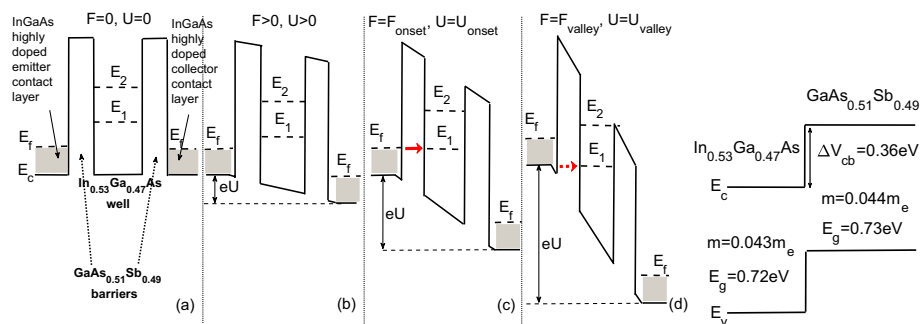 InGaAs
highly
doped
emitter
contact
layer
F=0, U=0
InGaAs
highly
doped
collector
contact
layer
E2
E1
Ef
Ec
Ef
In0.53Ga0.47As
well
GaAs0.51Sb0.49
barriers
(a)
F>0, U>0
E2
E1
Ef
eU
Ef
(b)
F=Fonset, U=Uonset
E2
E1
Ef
eU
Ef
(c)
F=Fvalley, U=Uvalley
E2
Ef
E1
eU
Ef
(d)
GaAs0.51Sb0.49
In0.53Ga0.47As
ΔVcb=0.36eV
Ec
m=0.044me
Eg=0.73eV
m=0.043me
Eg=0.72eV
Ev